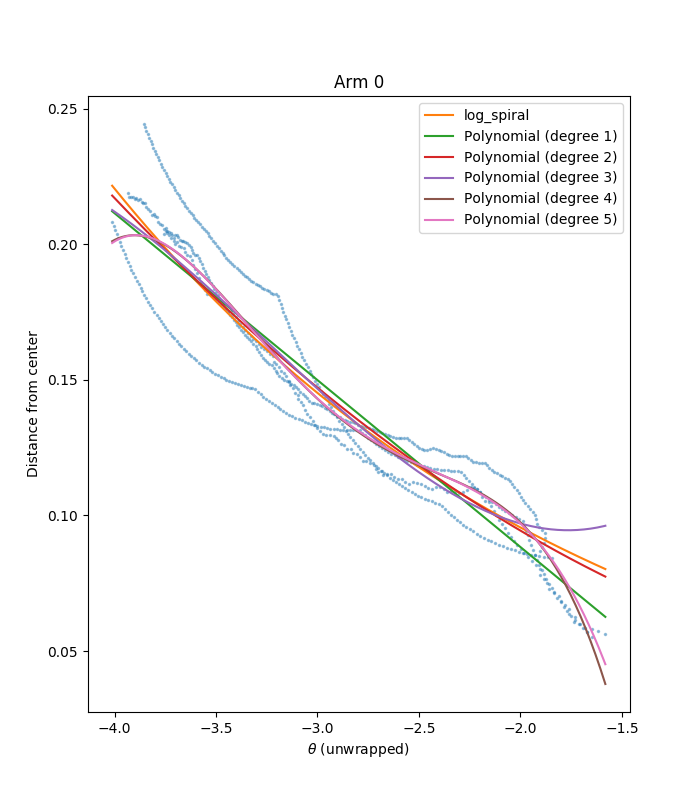 Arm 0
log_spiral
Polynomial (degree 1)
Polynomial (degree 2)
Polynomial (degree 3)
Polynomial (degree 4)
Polynomial (degree 5)
Distance from center
0.25
0.20
0.15
0.10
0.05
−4.0 −3.5 −3.0 −2.5 −2.0 −1.5
θ (unwrapped)